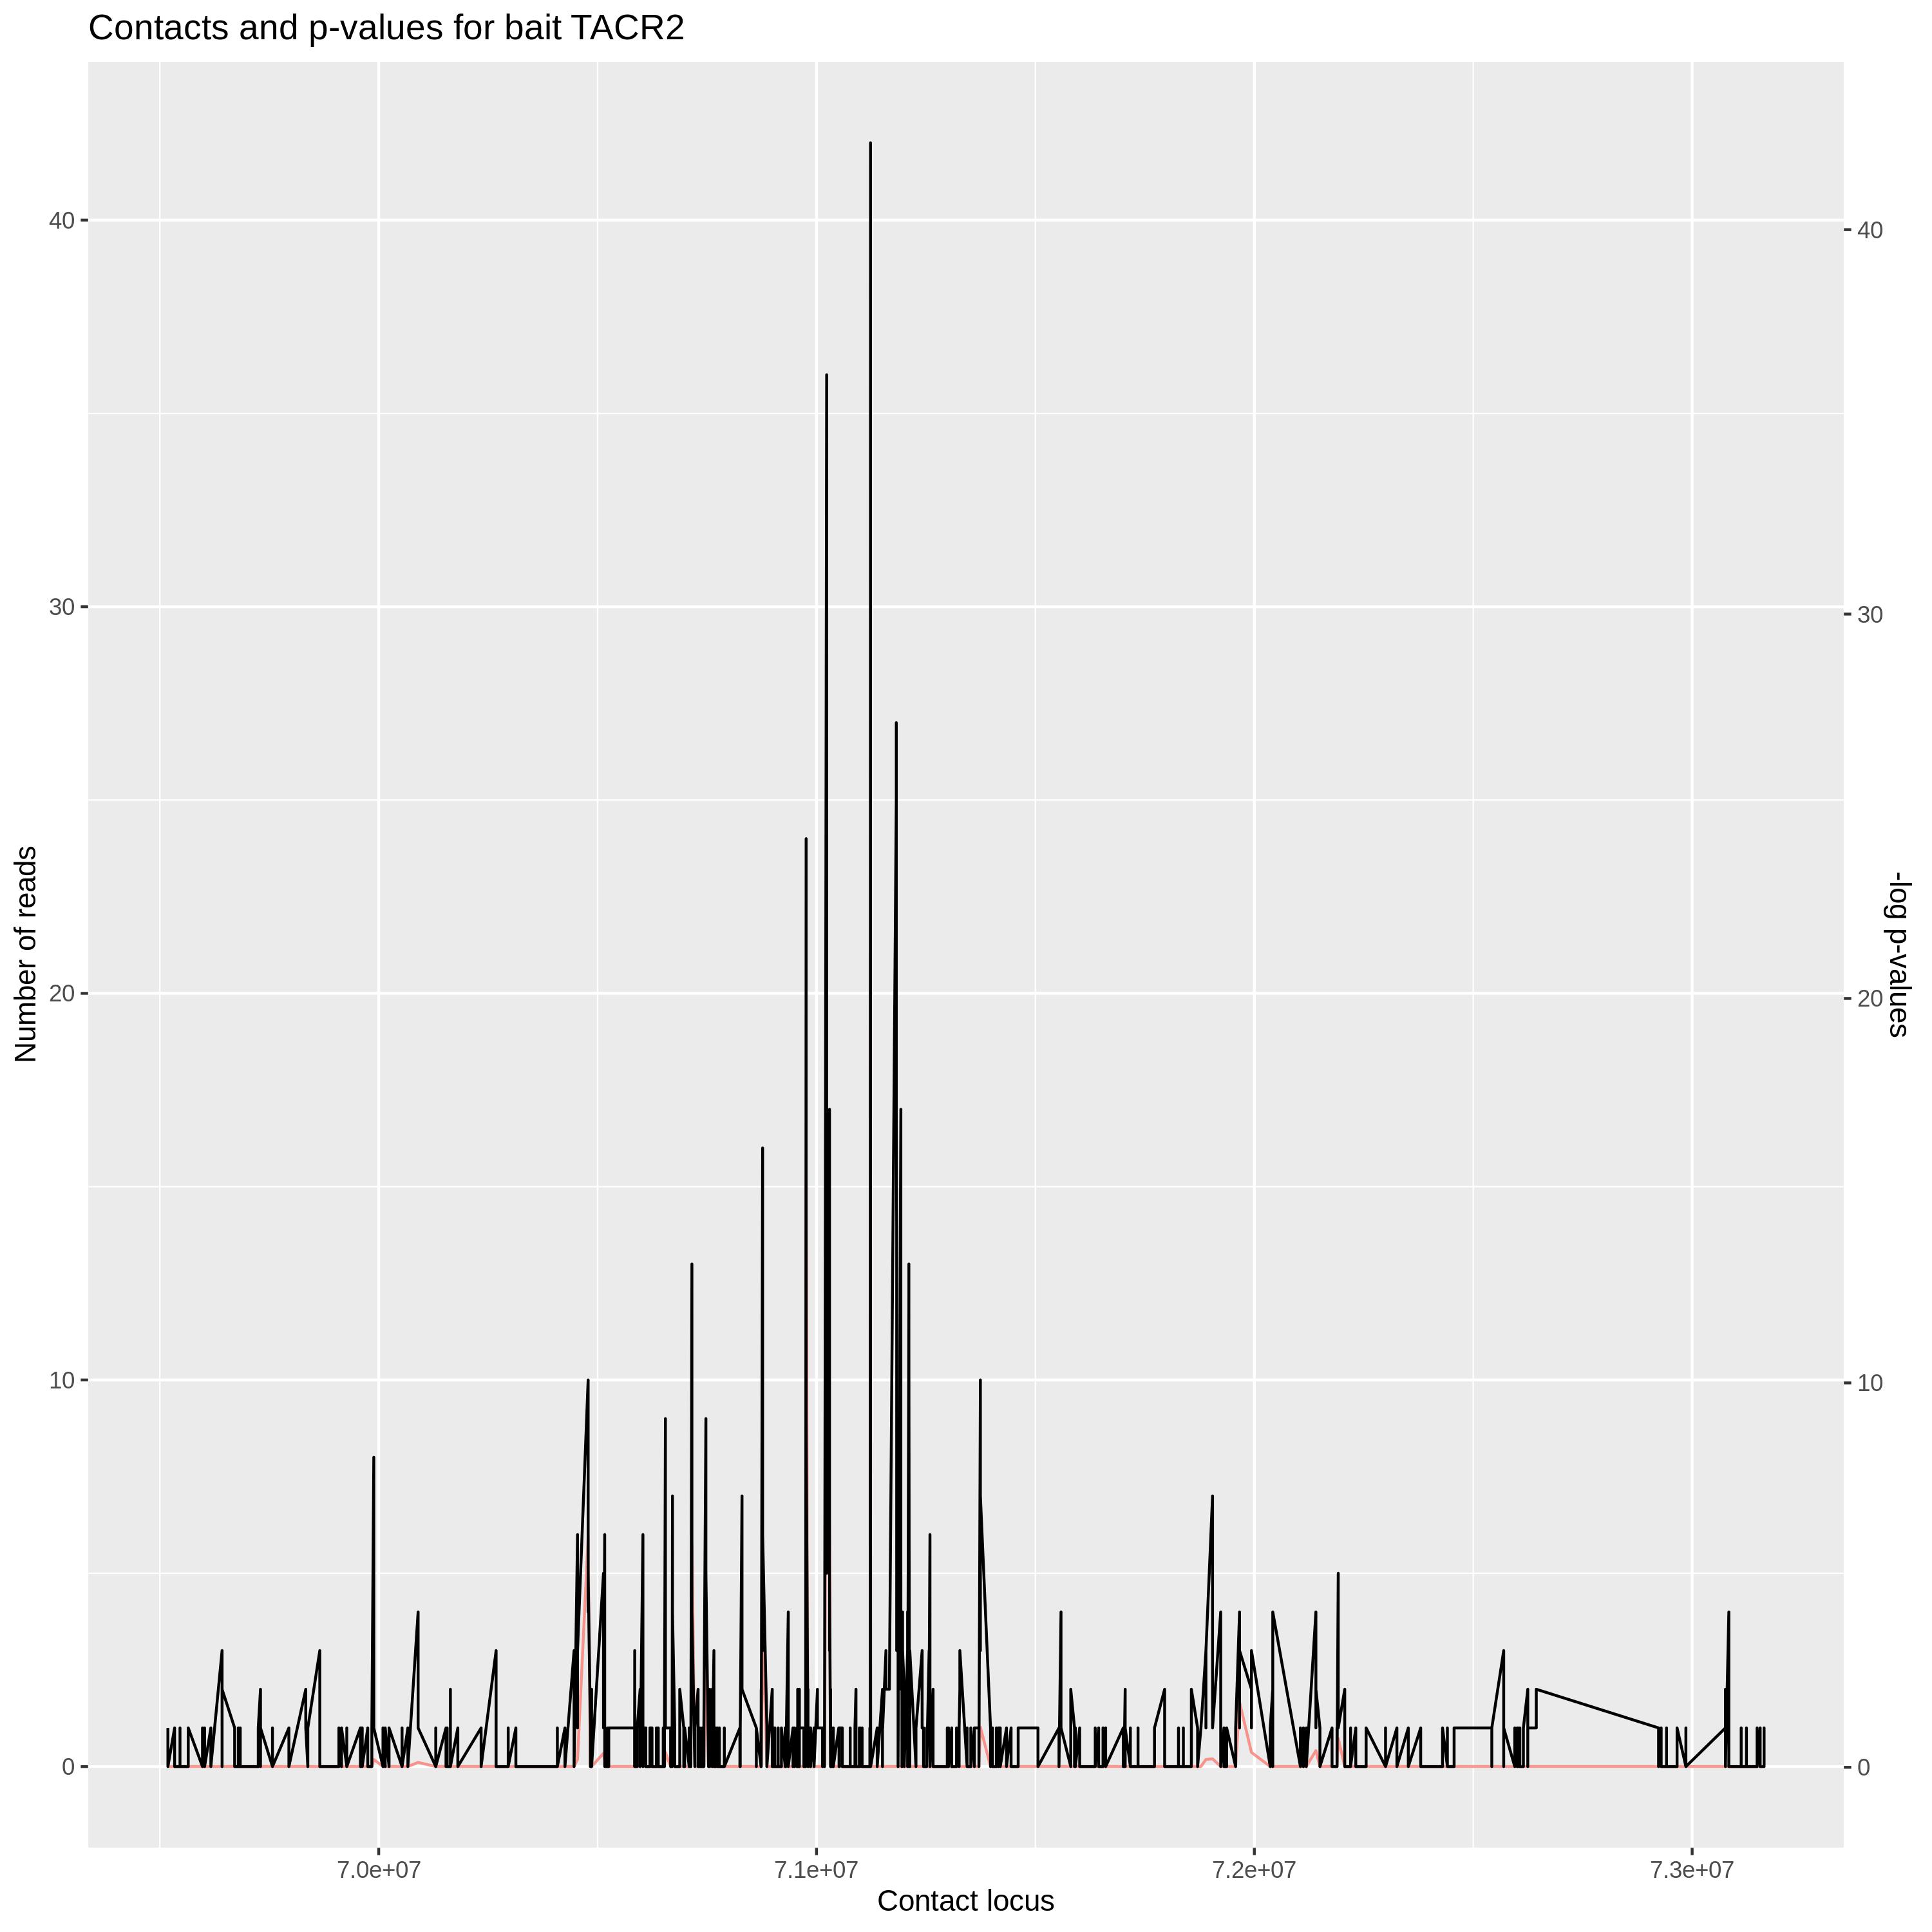 Contacts and p-values for bait TACR2
40
30
20
10
0
Number of reads
40
30
20
10
0
-log p-values
7.0e+07
7.1e+07
7.2e+07
7.3e+07
Contact locus